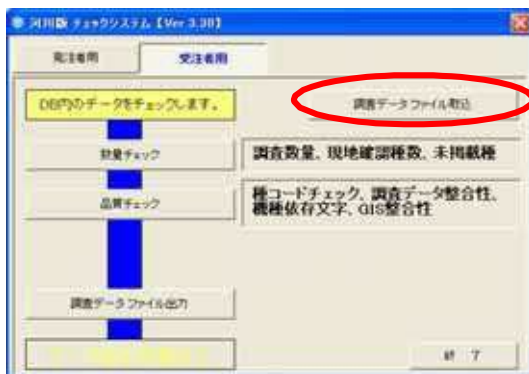 河川版 チェックシステム【Ver 3.30】
発注者用
受注者用
DB内のデータをチェックします。
調査データファイル取込
数量チェック
調査数量、現地確認種数、未掲載種
品質チェック
種コードチェック、調査データ整合性、
機種依存文字、GIS整合性
調査データファイル出力
終 了